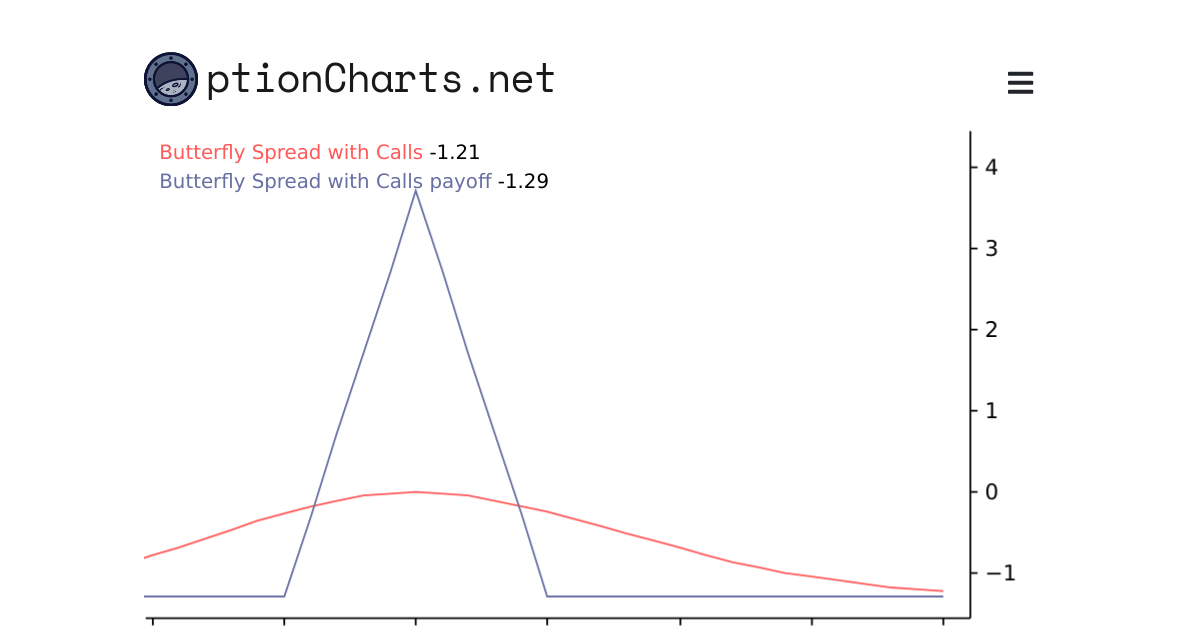 ptionCharts.net
Butterfly Spread with Calls -1.21
Butterfly Spread with Calls payoff -1.29
4
3
2
1
0
−1